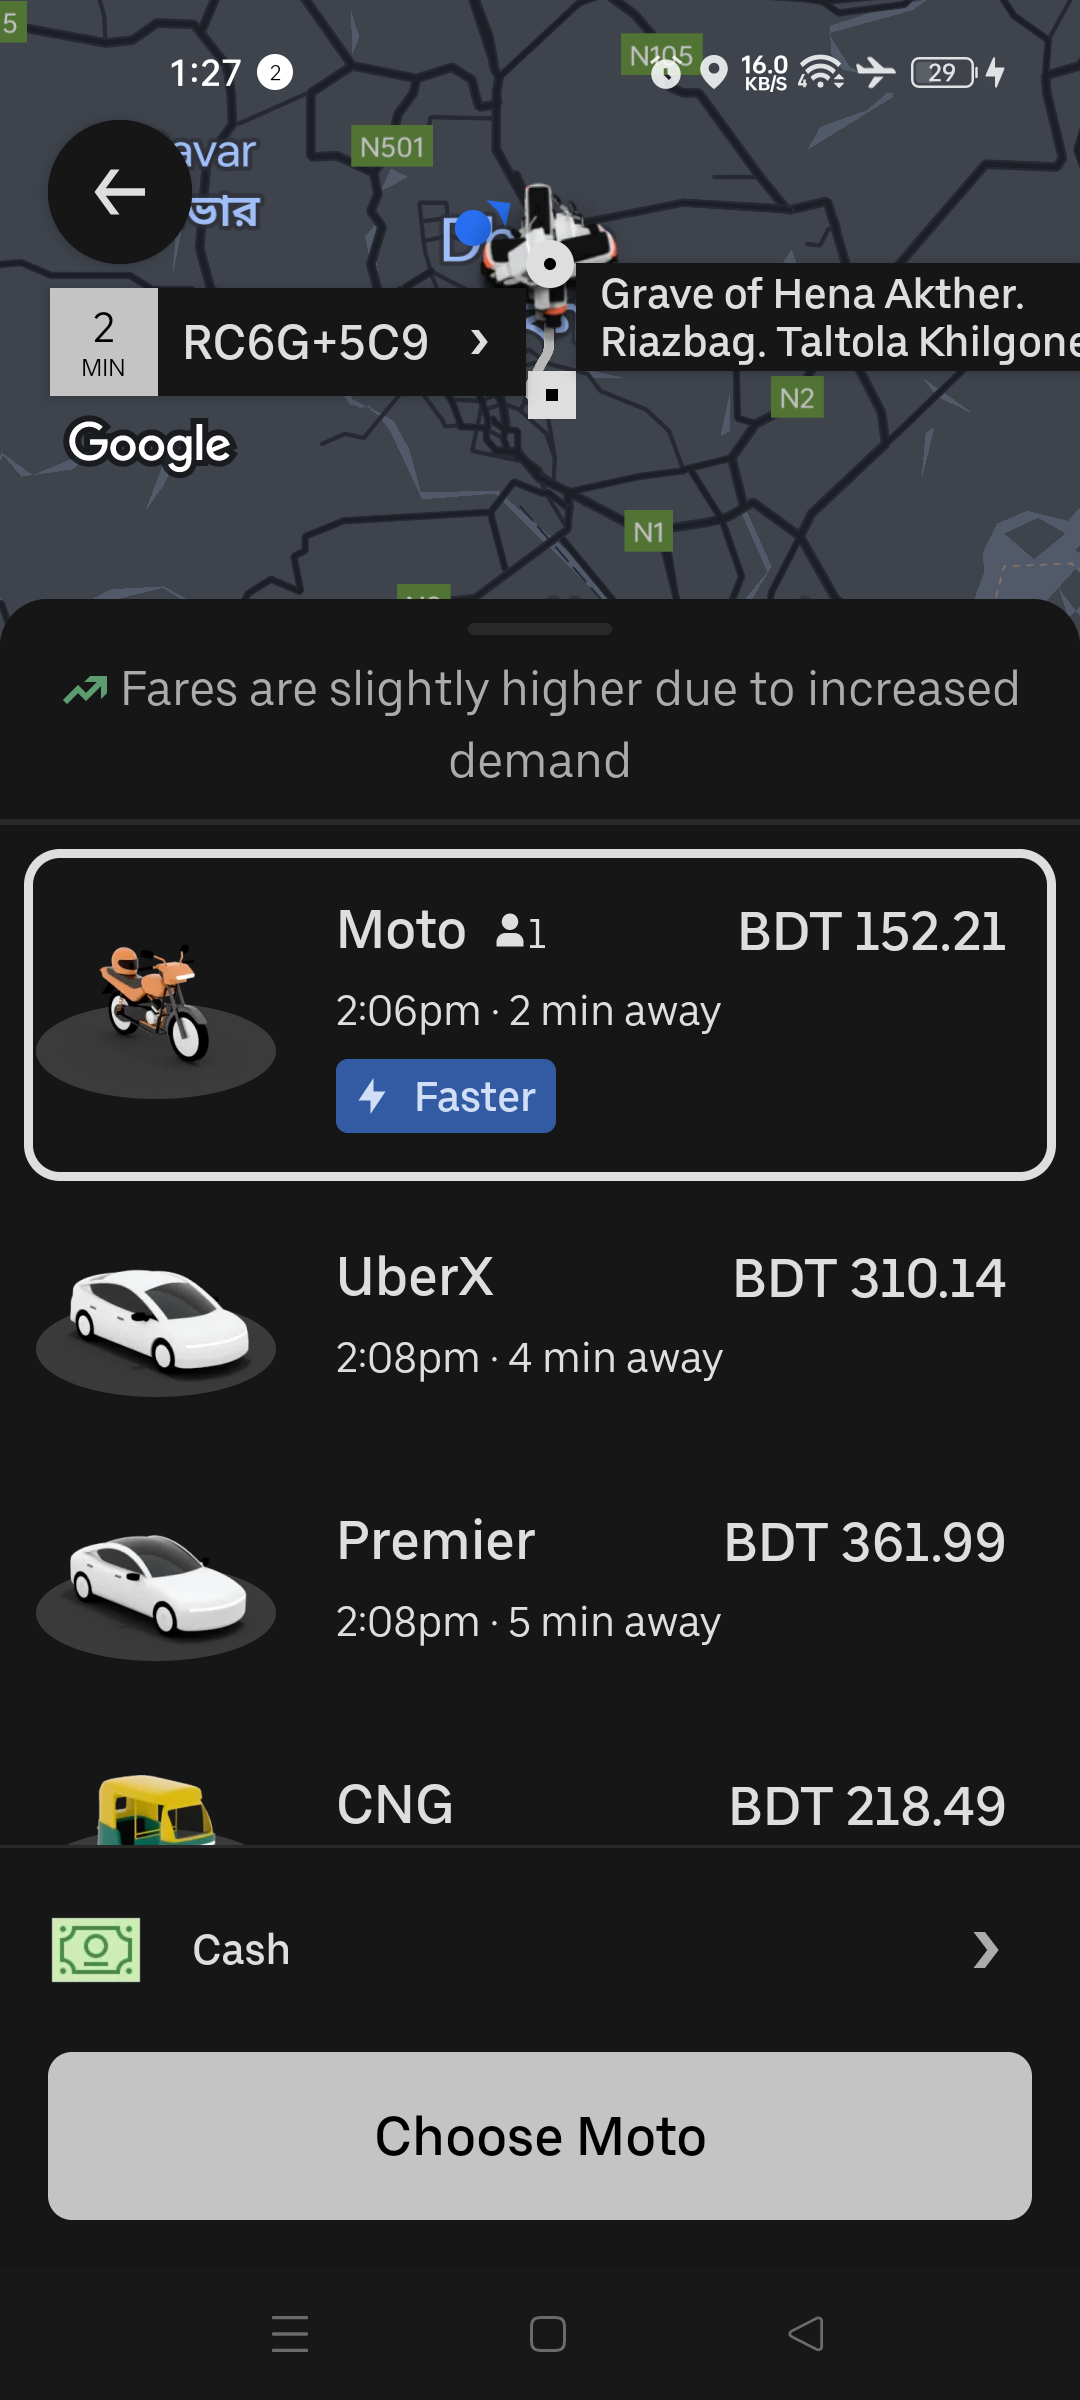 5
1:27 2
N105
16.0
KB/S
4
29
N501
avar
ভার
2
MIN
RC6G+5C9
Grave of Hena Akther.
Riazbag. Taltola Khilgone
N2
Google
N1
Fares are slightly higher due to increased
demand
Moto 1 BDT 152.21
2:06pm · 2 min away
Faster
UberX BDT 310.14
2:08pm · 4 min away
Premier BDT 361.99
2:08pm · 5 min away
CNG BDT 218.49
Cash
Choose Moto